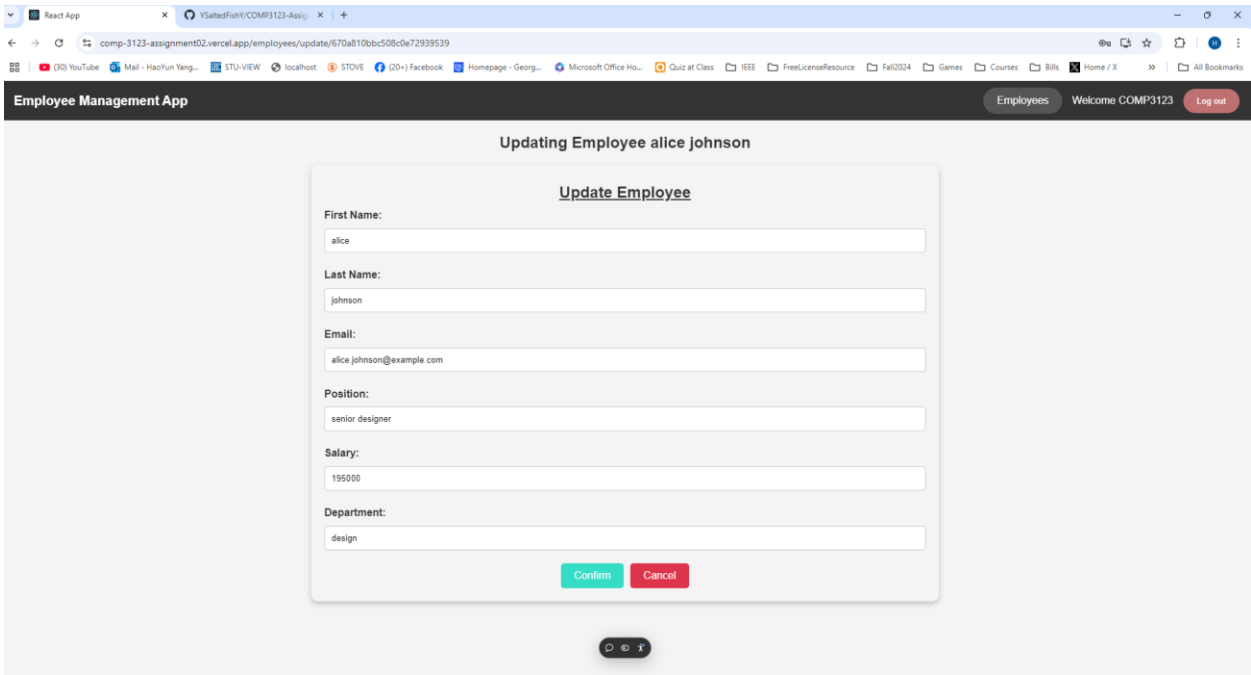 React App
YSaltedFishY/COMP3123-Assig
comp-3123-assignment02.vercel.app/employees/update/670a810bbc508c0e72939539
(30) YouTube Mail - HaoYun Yang... STU-VIEW localhost STOVE (20+) Facebook Homepage - Georg... Microsoft Office Ho... Quiz at Class IEEE FreeLicenseResource Fall2024 Games Courses Bills Home / X All Bookmarks
Employee Management App Employees Welcome COMP3123 Log out
Updating Employee alice johnson
Update Employee
First Name:
alice
Last Name:
johnson
Email:
alice.johnson@example.com
Position:
senior designer
Salary:
195000
Department:
design
Confirm Cancel